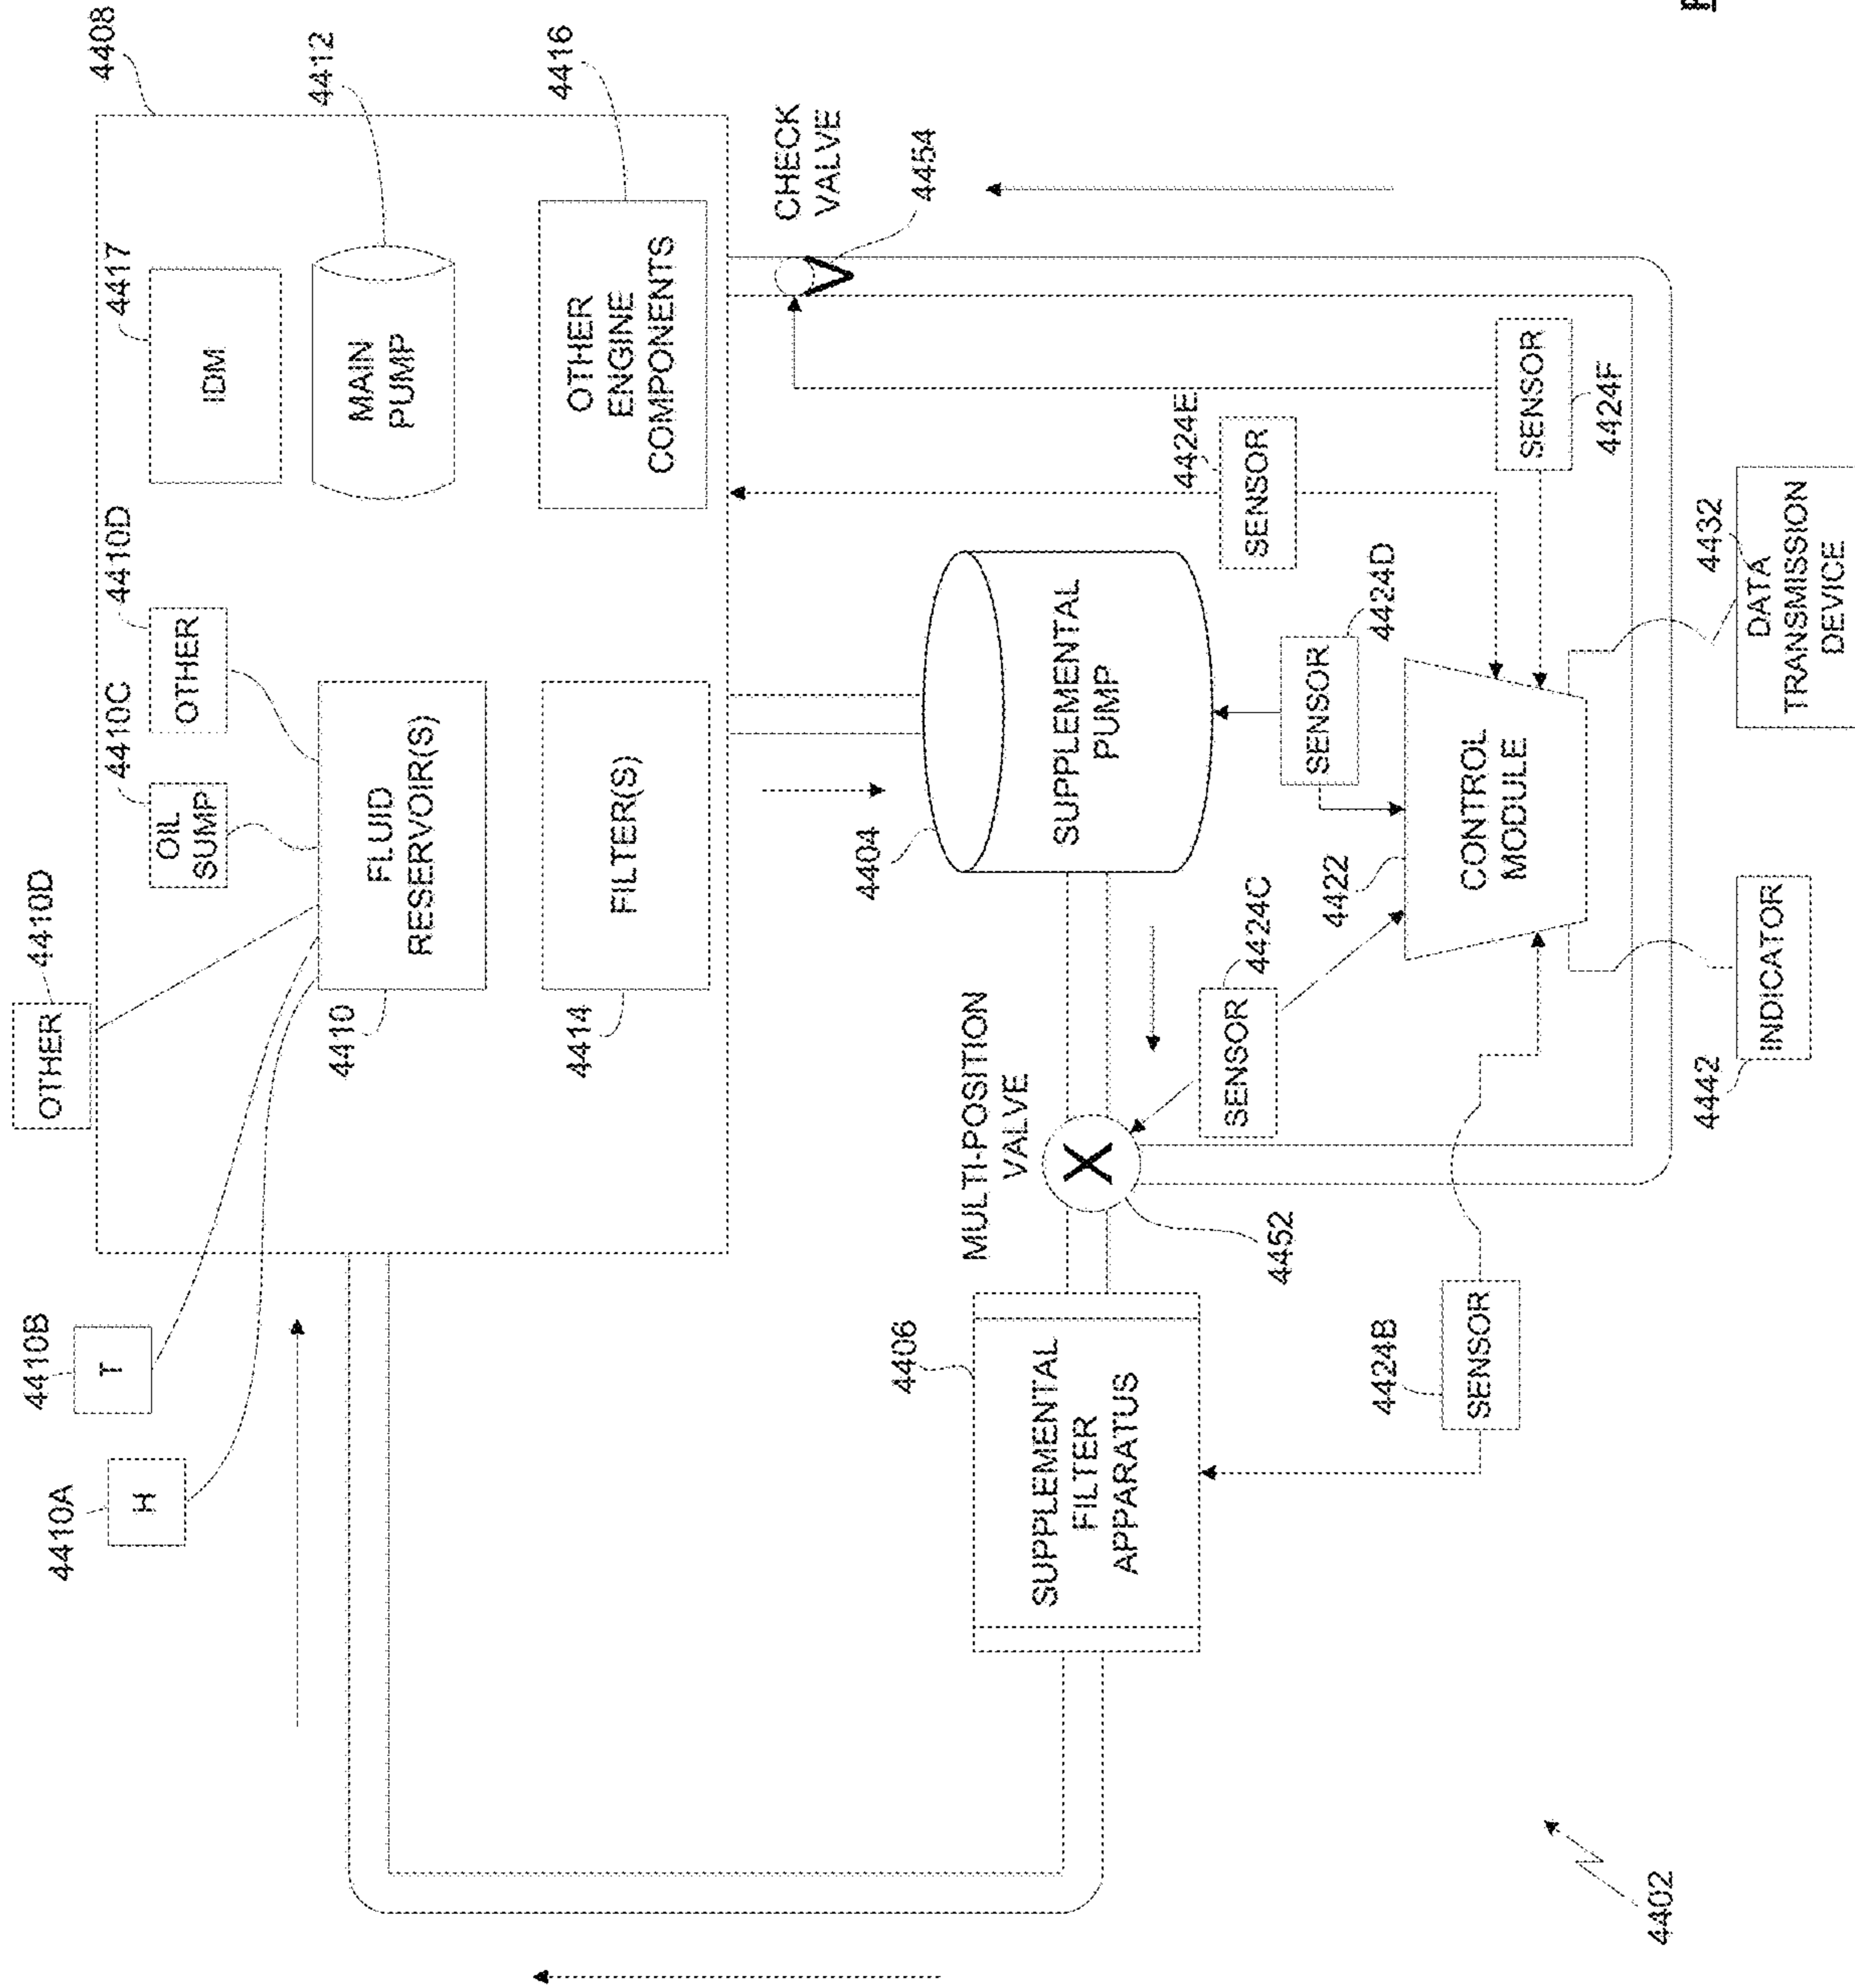 4410A
H
4410B
T
OTHER
4410D
4410C
OIL
SUMP
4410D
OTHER
4417
IDM
4408
4410
FLUID
RESERVOIR(S)
MAIN
PUMP
4412
4414
FILTER(S)
OTHER
ENGINE
COMPONENTS
4416
CHECK
VALVE
4454
4404
SUPPLEMENTAL
PUMP
MULTI-POSITION
VALVE
X
4452
4406
SUPPLEMENTAL
FILTER
APPARATUS
4424C
SENSOR
4424E
SENSOR
4424D
SENSOR
4424B
SENSOR
4422
CONTROL
MODULE
SENSOR
4424F
4402
4442
INDICATOR
4432
DATA
TRANSMISSION
DEVICE